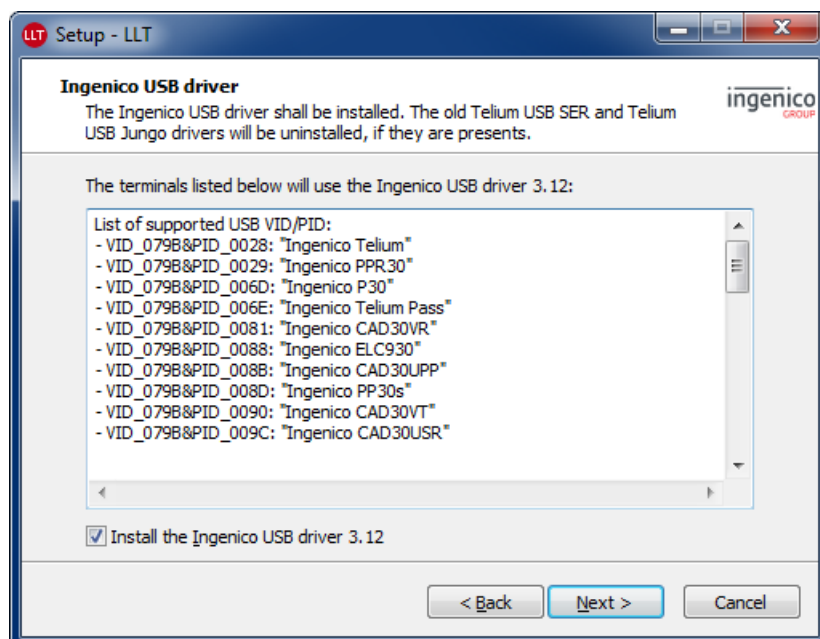 LLT Setup - LLT
Ingenico USB driver
The Ingenico USB driver shall be installed. The old Telium USB SER and Telium
USB Jungo drivers will be uninstalled, if they are presents.
ingenico
GROUP
The terminals listed below will use the Ingenico USB driver 3.12:
List of supported USB VID/PID:
- VID_079B&PID_0028: "Ingenico Telium"
- VID_079B&PID_0029: "Ingenico PPR30"
- VID_079B&PID_006D: "Ingenico P30"
- VID_079B&PID_006E: "Ingenico Telium Pass"
- VID_079B&PID_0081: "Ingenico CAD30VR"
- VID_079B&PID_0088: "Ingenico ELC930"
- VID_079B&PID_008B: "Ingenico CAD30UPP"
- VID_079B&PID_008D: "Ingenico PP30s"
- VID_079B&PID_0090: "Ingenico CAD30VT"
- VID_079B&PID_009C: "Ingenico CAD30USR"
Install the Ingenico USB driver 3.12
< Back Next > Cancel